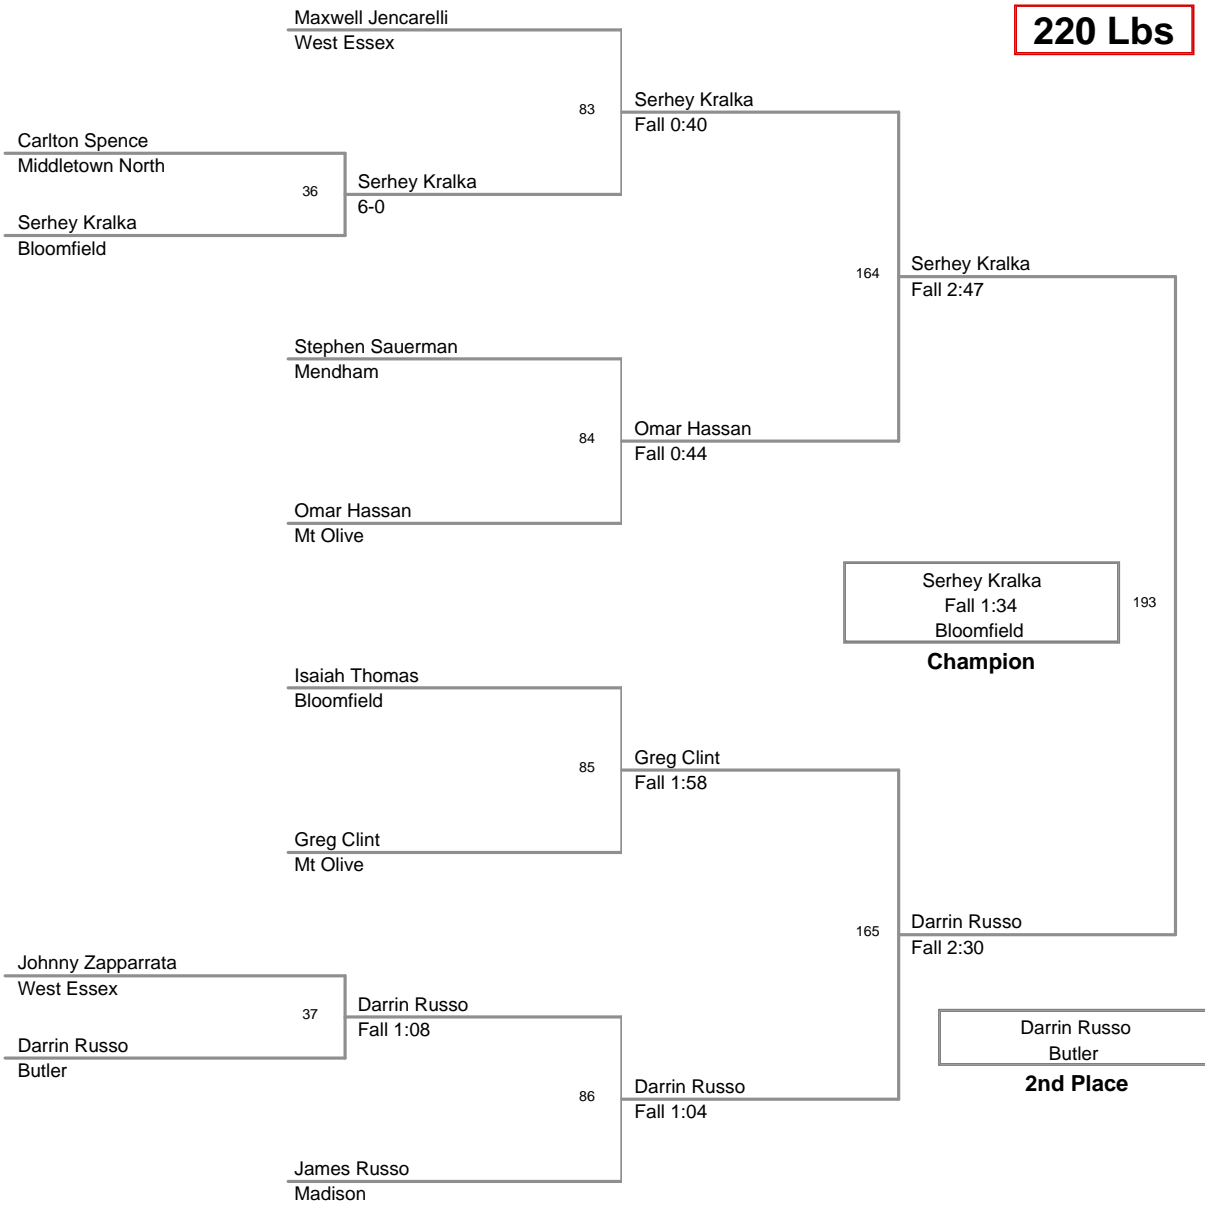 220 Lbs
Maxwell Jencarelli
West Essex
83
Serhey Kralka
Fall 0:40
Carlton Spence
Middletown North
36
Serhey Kralka
6-0
Serhey Kralka
Bloomfield
164
Serhey Kralka
Fall 2:47
Stephen Sauerman
Mendham
84
Omar Hassan
Fall 0:44
Omar Hassan
Mt Olive
Serhey Kralka
Fall 1:34
Bloomfield
193
Champion
Isaiah Thomas
Bloomfield
85
Greg Clint
Fall 1:58
Greg Clint
Mt Olive
165
Darrin Russo
Fall 2:30
Johnny Zapparrata
West Essex
37
Darrin Russo
Fall 1:08
Darrin Russo
Butler
Darrin Russo
Butler
2nd Place
86
Darrin Russo
Fall 1:04
James Russo
Madison